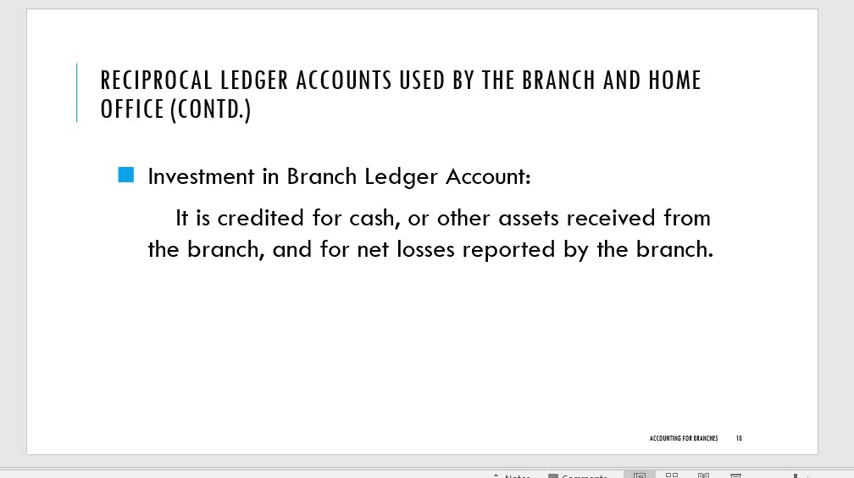 RECIPROCAL LEDGER ACCOUNTS USED BY THE BRANCH AND HOME
OFFICE (CONTD.)
Investment in Branch Ledger Account:
It is credited for cash, or other assets received from
the branch, and for net losses reported by the branch.
ACCOUNTING FOR BRANCHES 10
Notes Comments